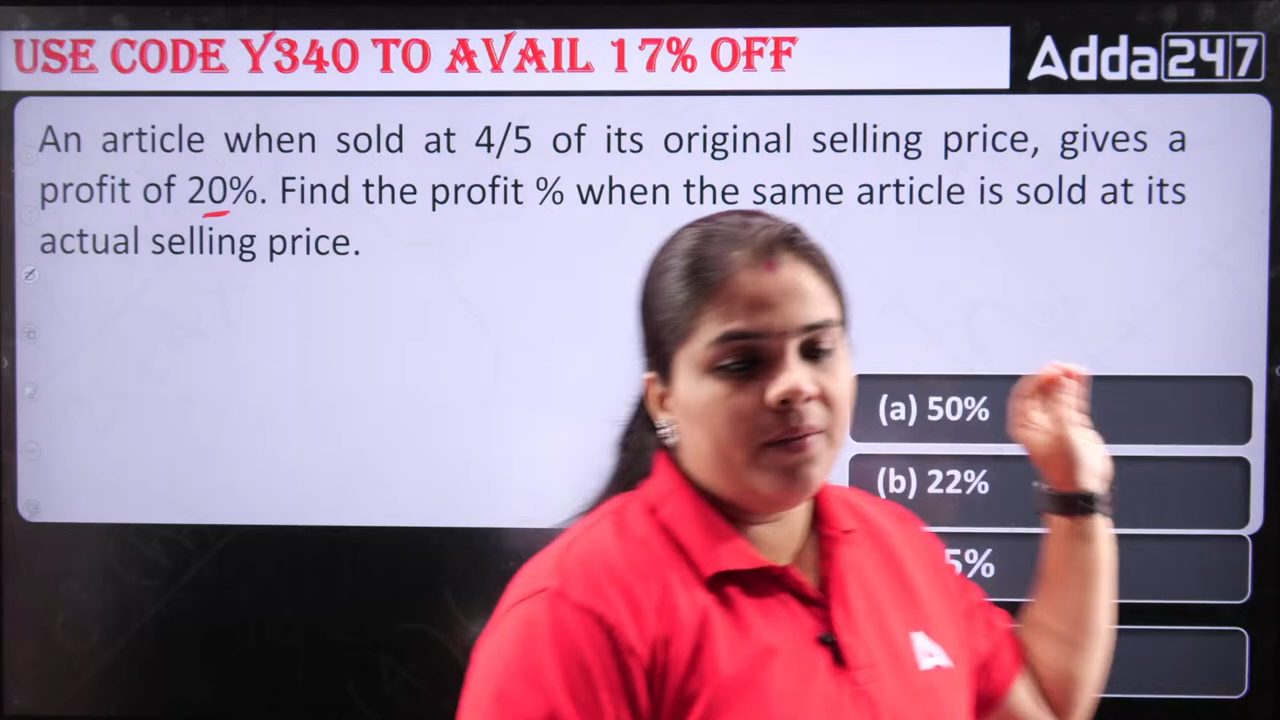 USE CODE Y340 TO AVAIL 17% OFF
Adda247
An article when sold at 4/5 of its original selling price, gives a
profit of 20%. Find the profit % when the same article is sold at its
actual selling price.
(a) 50%
(b) 22%
5%